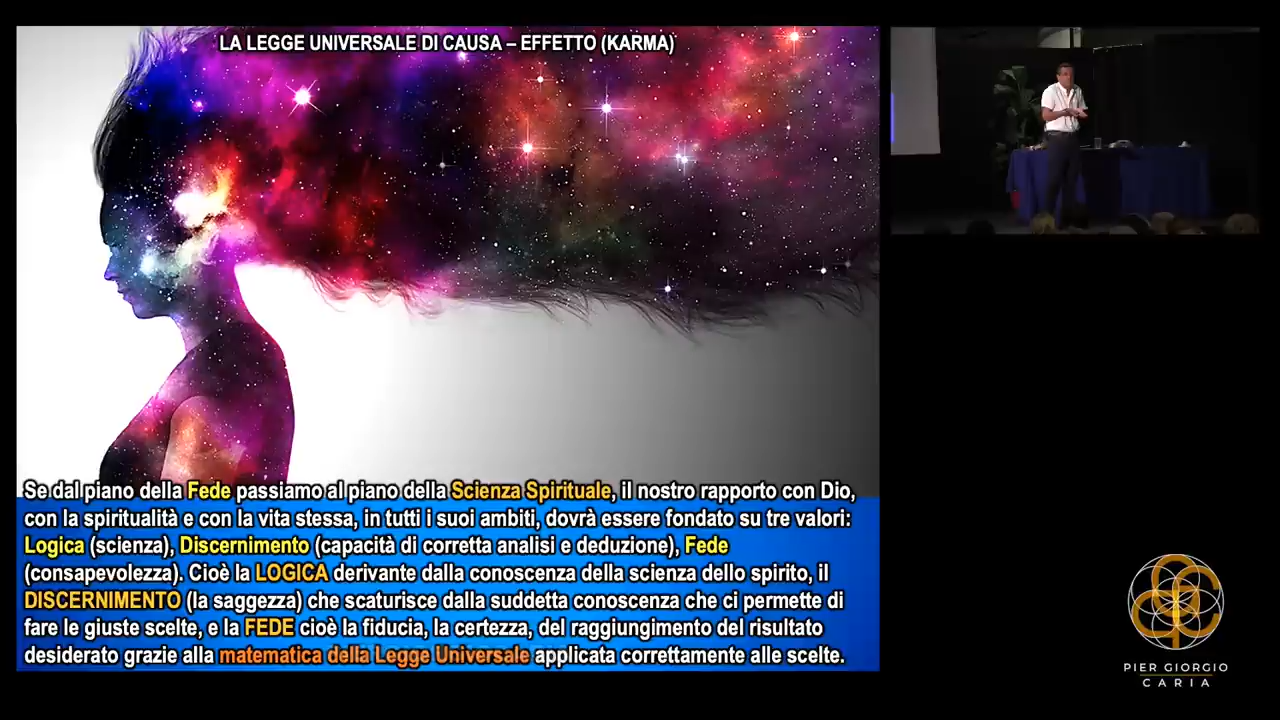 LA LEGGE UNIVERSALE DI CAUSA – EFFETTO (KARMA)
Se dal piano della Fede passiamo al piano della Scienza Spirituale, il nostro rapporto con Dio,
con la spiritualità e con la vita stessa, in tutti i suoi ambiti, dovrà essere fondato su tre valori:
Logica (scienza), Discernimento (capacità di corretta analisi e deduzione), Fede
(consapevolezza). Cioè la LOGICA derivante dalla conoscenza della scienza dello spirito, il
DISCERNIMENTO (la saggezza) che scaturisce dalla suddetta conoscenza che ci permette di
fare le giuste scelte, e la FEDE cioè la fiducia, la certezza, del raggiungimento del risultato
desiderato grazie alla matematica della Legge Universale applicata correttamente alle scelte.
PIER GIORGIO
CARIA